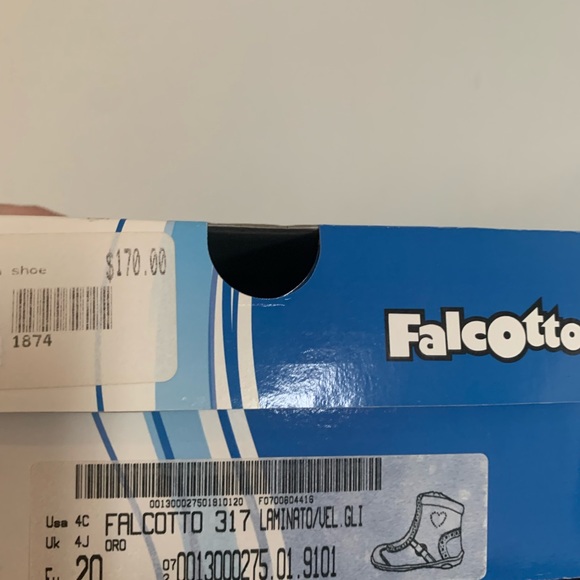 shoe $170.00
1874
Falcotto
001300027501810120 F0700804416
Usa 4C FALCOTTO 317 LAMINATO/VEL.GLI
Uk 4J ORO
Eu 20 0013000275.01.9101